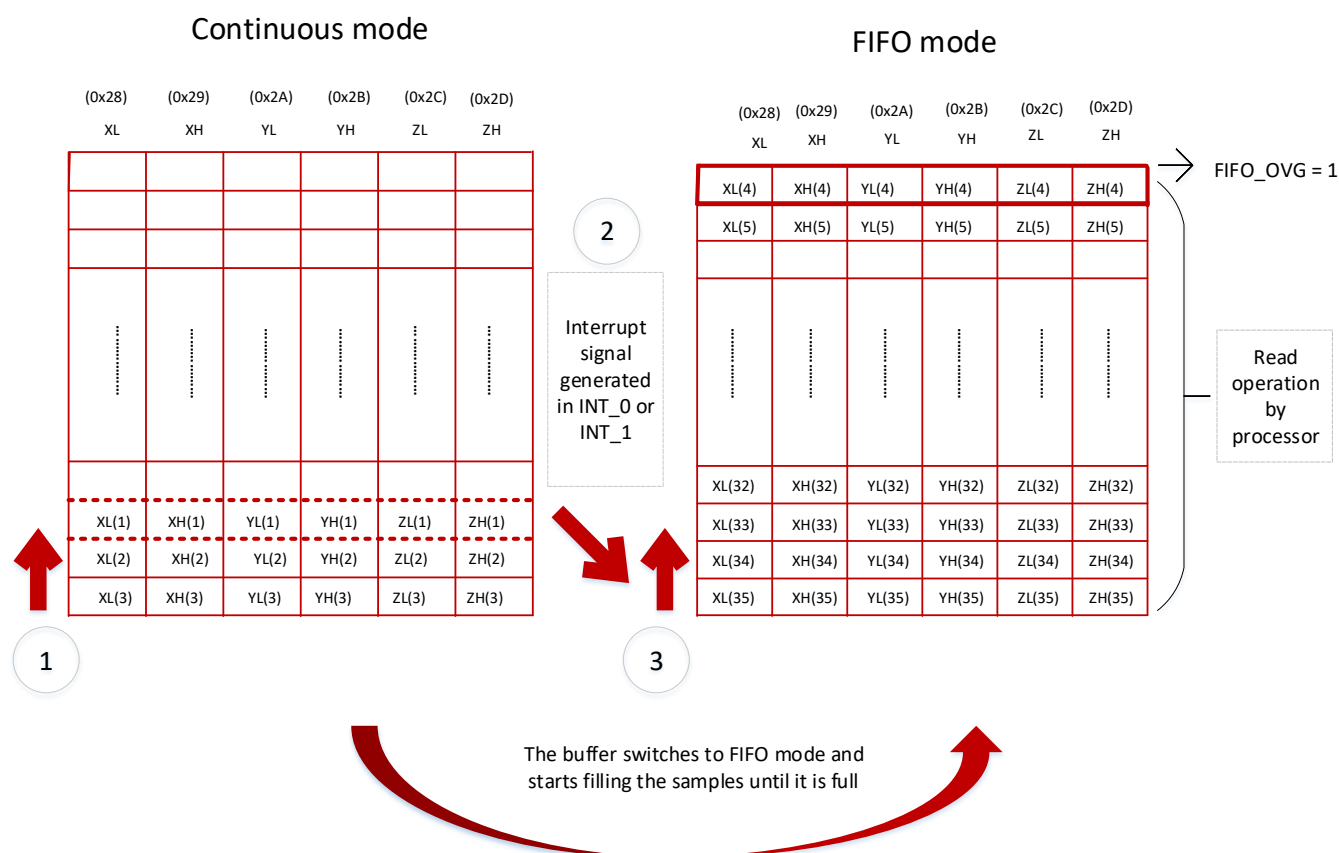 Continuous mode
(0x28) (0x29) (0x2A) (0x2B) (0x2C) (0x2D)
XL XH YL YH ZL ZH
XL(1) XH(1) YL(1) YH(1) ZL(1) ZH(1)
XL(2) XH(2) YL(2) YH(2) ZL(2) ZH(2)
XL(3) XH(3) YL(3) YH(3) ZL(3) ZH(3)
1
2
Interrupt
signal
generated
in INT_0 or
INT_1
FIFO mode
(0x28) (0x29) (0x2A) (0x2B) (0x2C) (0x2D)
XL XH YL YH ZL ZH
XL(4) XH(4) YL(4) YH(4) ZL(4) ZH(4)
XL(5) XH(5) YL(5) YH(5) ZL(5) ZH(5)
XL(32) XH(32) YL(32) YH(32) ZL(32) ZH(32)
XL(33) XH(33) YL(33) YH(33) ZL(33) ZH(33)
XL(34) XH(34) YL(34) YH(34) ZL(34) ZH(34)
XL(35) XH(35) YL(35) YH(35) ZL(35) ZH(35)
3
FIFO_OVG = 1
Read
operation
by
processor
The buffer switches to FIFO mode and
starts filling the samples until it is full